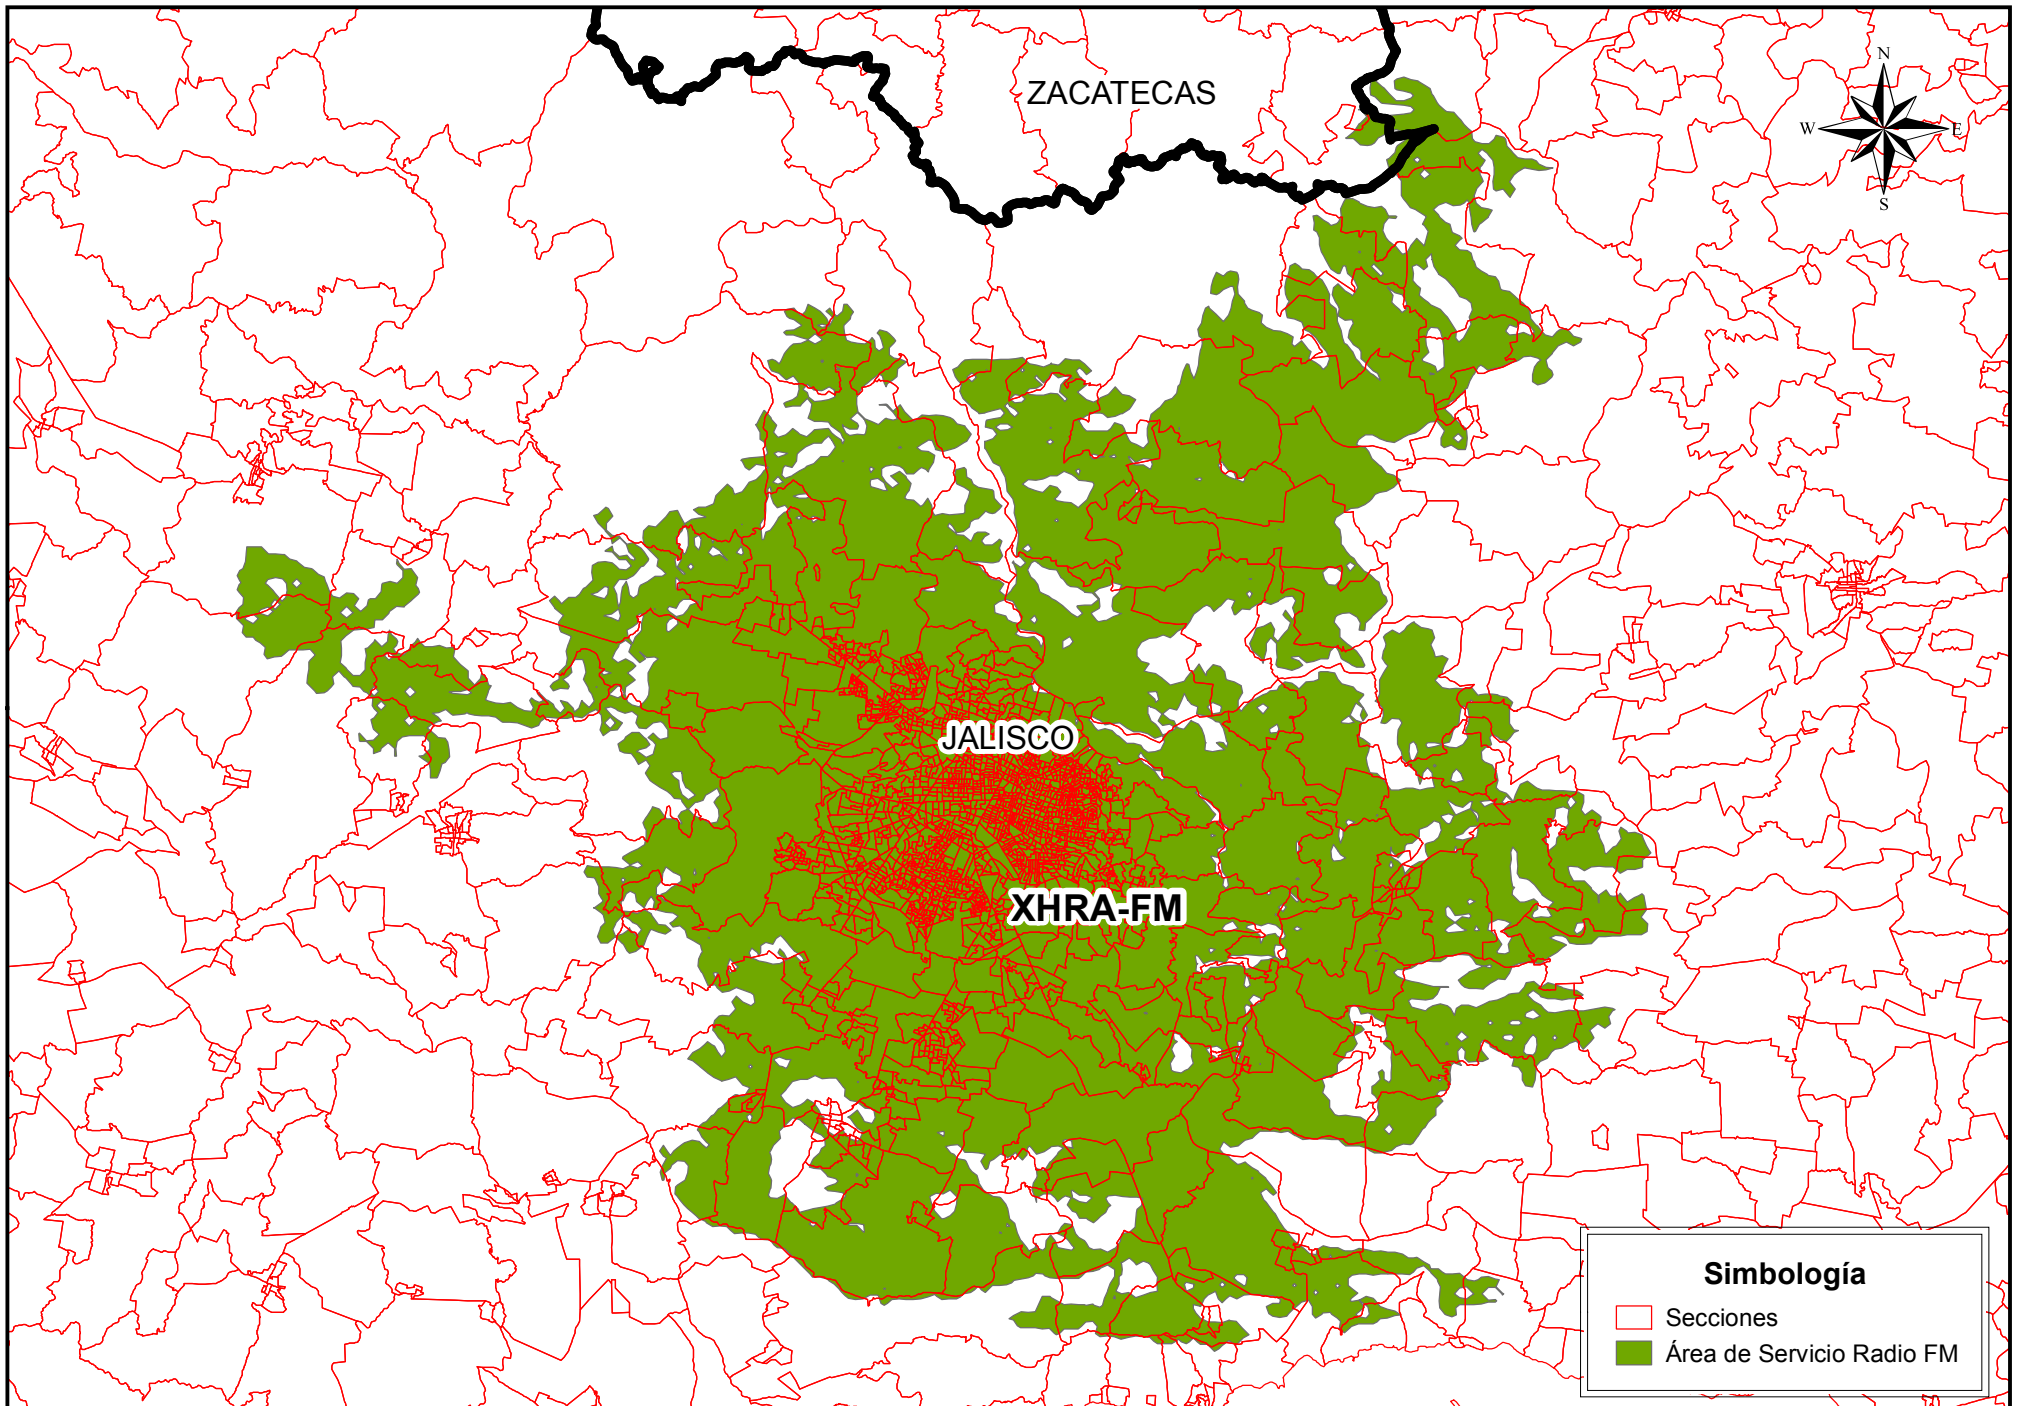 ZACATECAS
N
W
E
S
JALISCO
XHRA-FM
Simbología
Secciones
Área de Servicio Radio FM